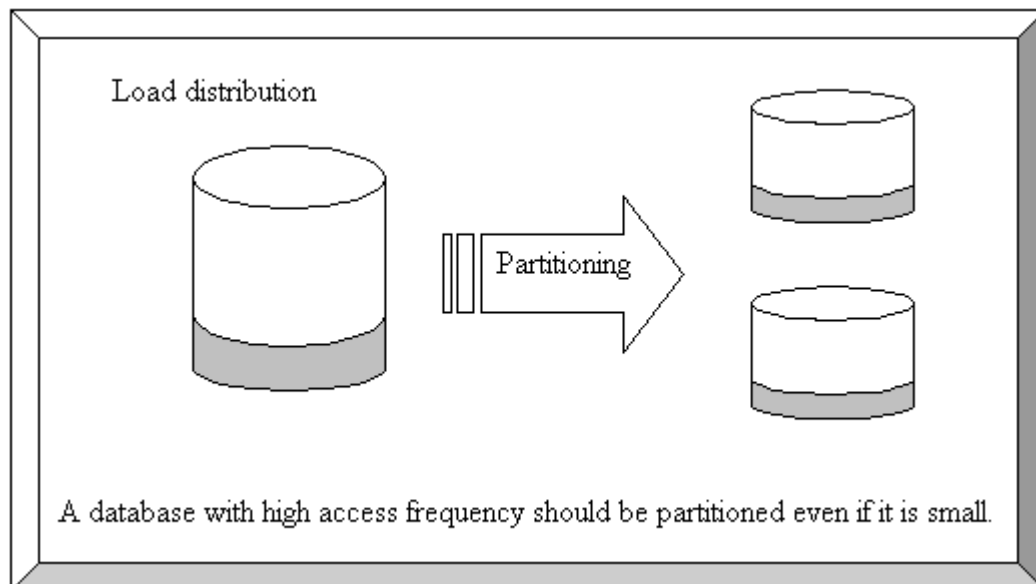 Load distribution
Partitioning
A database with high access frequency should be partitioned even if it is small.